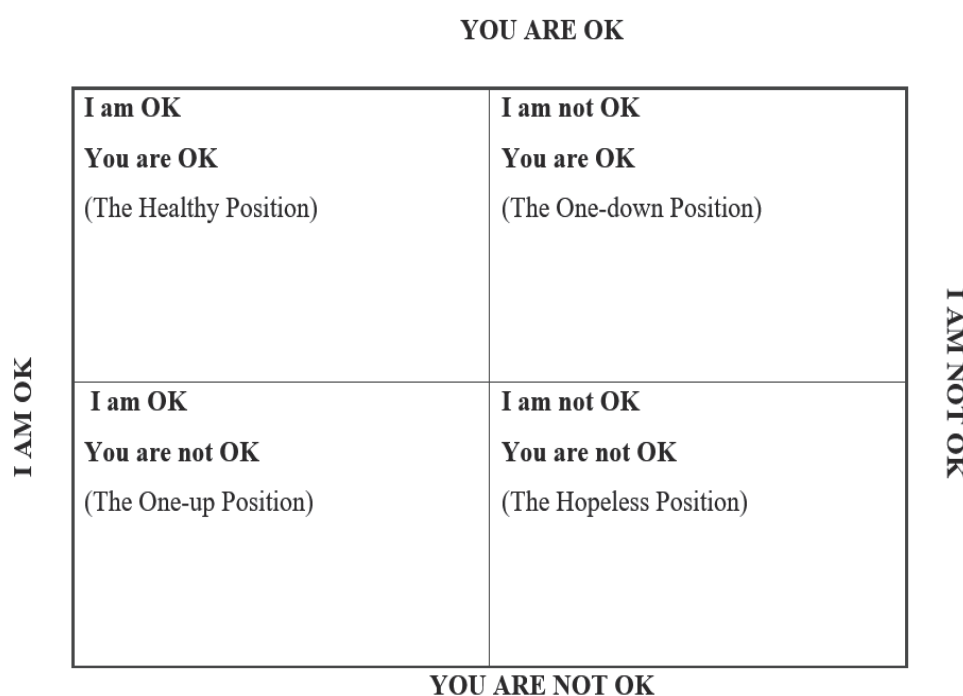 YOU ARE OK
I am OK
You are OK
(The Healthy Position)
I am not OK
You are OK
(The One-down Position)
I AM OK
I AM NOT OK
I am OK
You are not OK
(The One-up Position)
I am not OK
You are not OK
(The Hopeless Position)
YOU ARE NOT OK